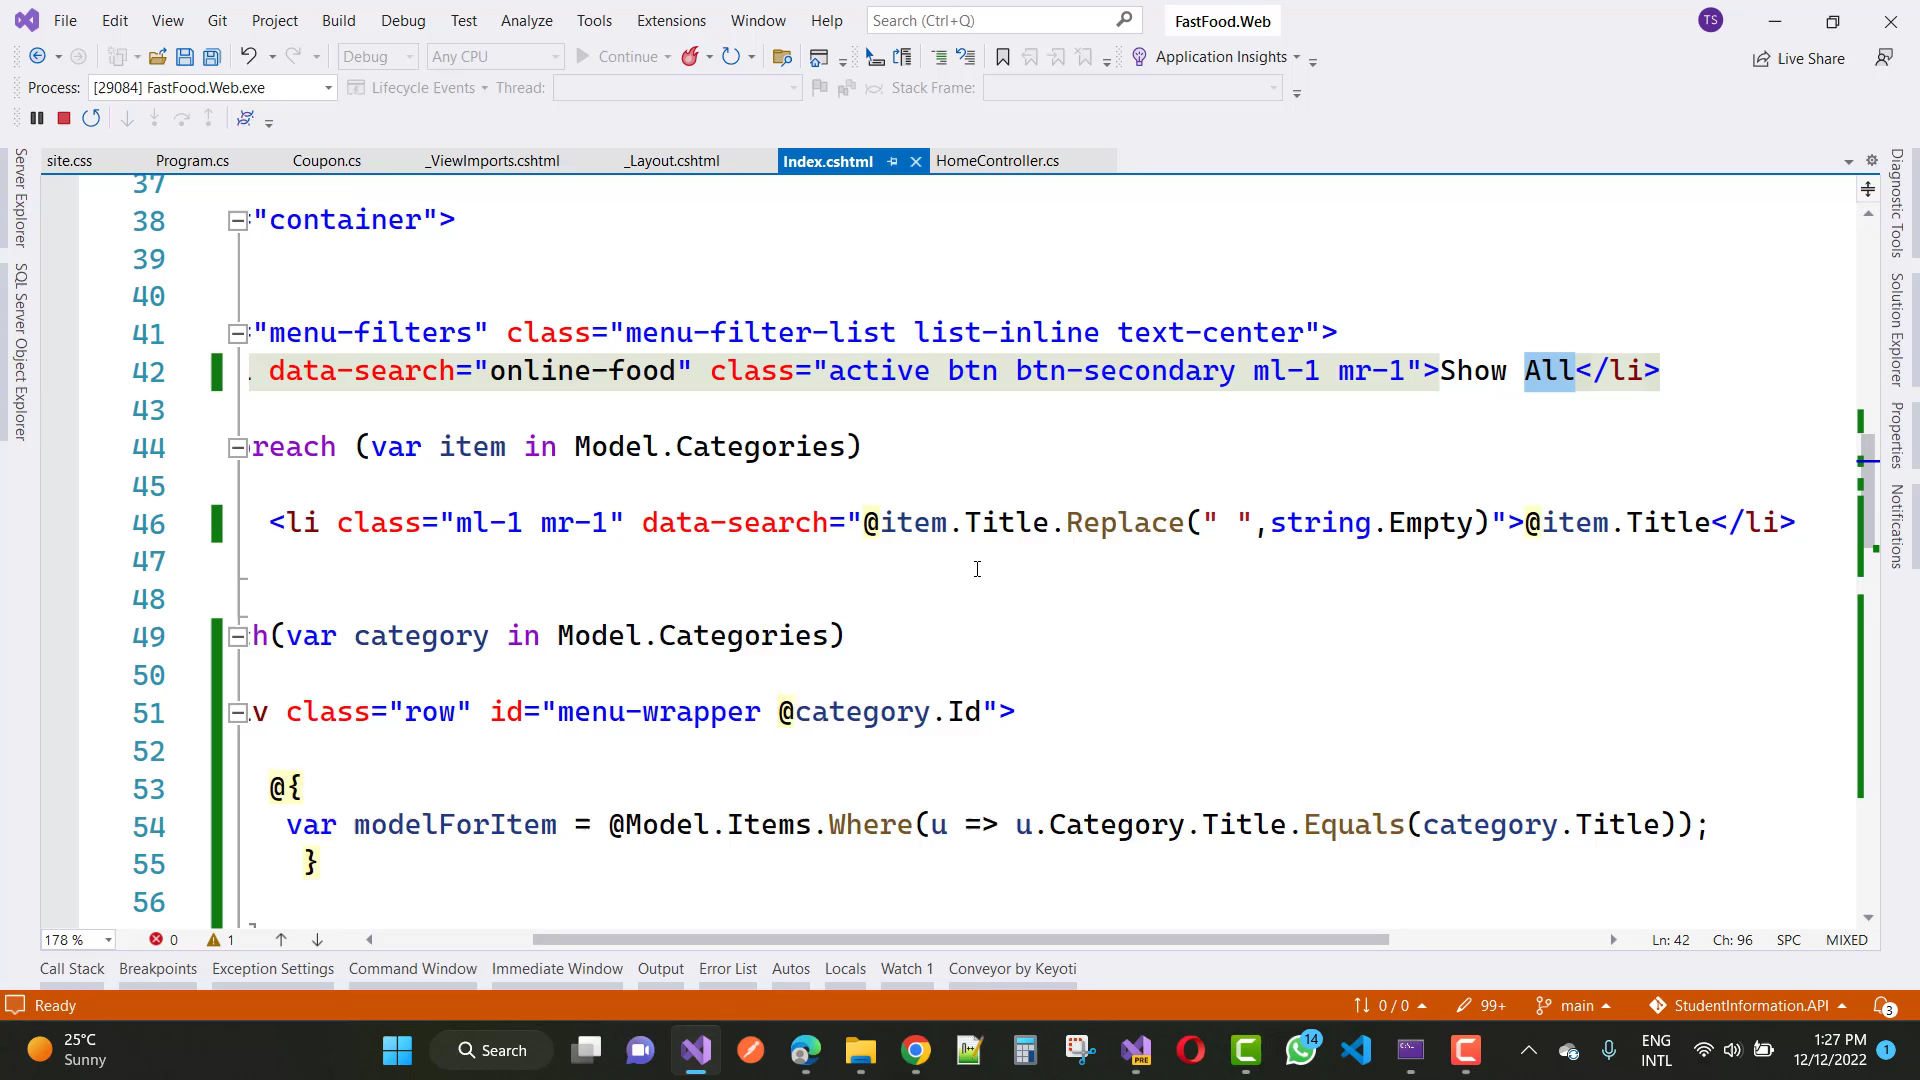 File Edit View Git Project Build Debug Test Analyze Tools Extensions Window Help Search (Ctrl+Q) FastFood.Web TS
Debug Any CPU Continue Application Insights Live Share
Process: [29084] FastFood.Web.exe Lifecycle Events Thread: Stack Frame:
site.css Program.cs Coupon.cs _ViewImports.cshtml _Layout.cshtml Index.cshtml HomeController.cs
Server Explorer
SQL Server Object Explorer
37
38 "container">
39
40
41 "menu-filters" class="menu-filter-list list-inline text-center">
42 data-search="online-food" class="active btn btn-secondary ml-1 mr-1">Show All</li>
43
44 reach (var item in Model.Categories)
45
46 <li class="ml-1 mr-1" data-search="@item.Title.Replace(" ",string.Empty)">@item.Title</li>
47
48
49 h(var category in Model.Categories)
50
51 v class="row" id="menu-wrapper @category.Id">
52
53 @{
54 var modelForItem = @Model.Items.Where(u => u.Category.Title.Equals(category.Title));
55 }
56
Diagnostic Tools
Solution Explorer
Properties
Notifications
178 % 0 1 Ln: 42 Ch: 96 SPC MIXED
Call Stack Breakpoints Exception Settings Command Window Immediate Window Output Error List Autos Locals Watch 1 Conveyor by Keyoti
Ready 0 / 0 99+ main StudentInformation.API 3
25°C
Sunny
Search
PRE
14
ENG
INTL
1:27 PM
12/12/2022
1